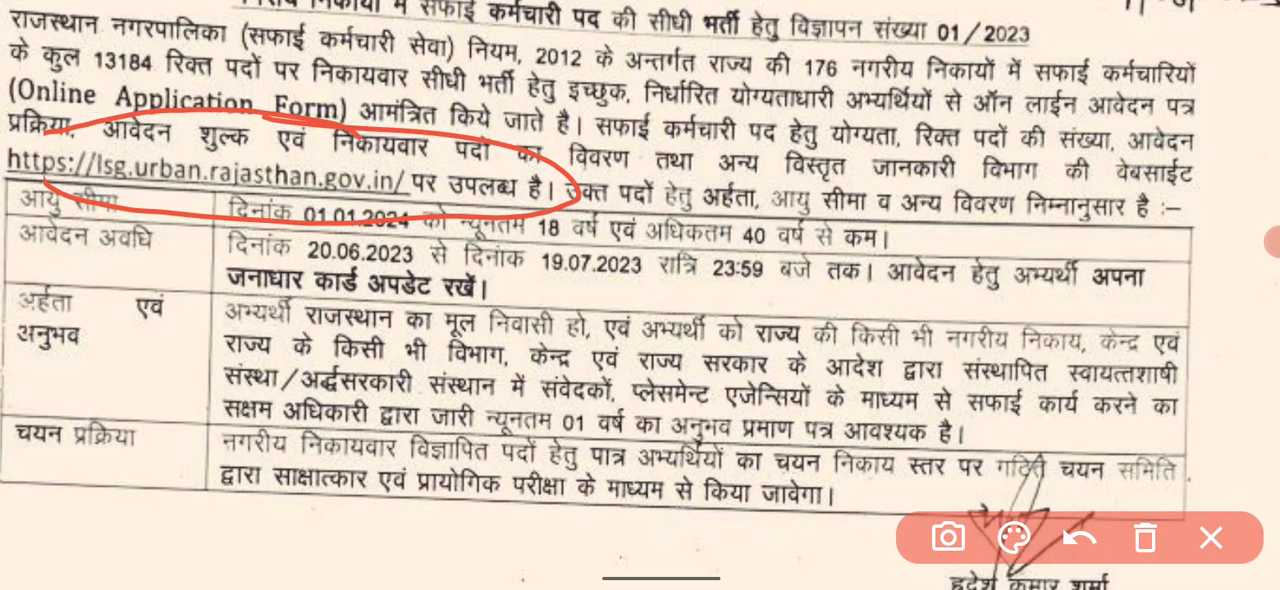 निकायों में सफाई कर्मचारी पद की सीधी भर्ती हेतु विज्ञापन संख्या 01/2023
राजस्थान नगरपालिका (सफाई कर्मचारी सेवा) नियम, 2012 के अन्तर्गत राज्य की 176 नगरीय निकायों में सफाई कर्मचारियों
के कुल 13184 रिक्त पदों पर निकायवार सीधी भर्ती हेतु इच्छुक, निर्धारित योग्यताधारी अभ्यर्थियों से ऑन लाईन आवेदन पत्र
(Online Application Form) आमंत्रित किये जाते है। सफाई कर्मचारी पद हेतु योग्यता, रिक्त पदों की संख्या, आवेदन
प्रक्रिया, आवेदन शुल्क एवं निकायवार पदों का विवरण तथा अन्य विस्तृत जानकारी विभाग की वेबसाईट
https://lsg.urban.rajasthan.gov.in/ पर उपलब्ध है। उक्त पदों हेतु अर्हता, आयु सीमा व अन्य विवरण निम्नानुसार है :–
आयु सीमा दिनांक 01.01.2024 को न्यूनतम 18 वर्ष एवं अधिकतम 40 वर्ष से कम।
आवेदन अवधि दिनांक 20.06.2023 से दिनांक 19.07.2023 रात्रि 23:59 बजे तक। आवेदन हेतु अभ्यर्थी अपना
जनाधार कार्ड अपडेट रखें।
अर्हता एवं अभ्यर्थी राजस्थान का मूल निवासी हो, एवं अभ्यर्थी को राज्य की किसी भी नगरीय निकाय, केन्द्र एवं
अनुभव राज्य के किसी भी विभाग, केन्द्र एवं राज्य सरकार के आदेश द्वारा संस्थापित स्वायत्तशाषी
संस्था/अर्द्धसरकारी संस्थान में संवेदकों, प्लेसमेन्ट एजेन्सियों के माध्यम से सफाई कार्य करने का
सक्षम अधिकारी द्वारा जारी न्यूनतम 01 वर्ष का अनुभव प्रमाण पत्र आवश्यक है।
चयन प्रक्रिया नगरीय निकायवार विज्ञापित पदों हेतु पात्र अभ्यर्थियों का चयन निकाय स्तर पर गठित चयन समिति
द्वारा साक्षात्कार एवं प्रायोगिक परीक्षा के माध्यम से किया जावेगा।
हृदेश कुमार शर्मा